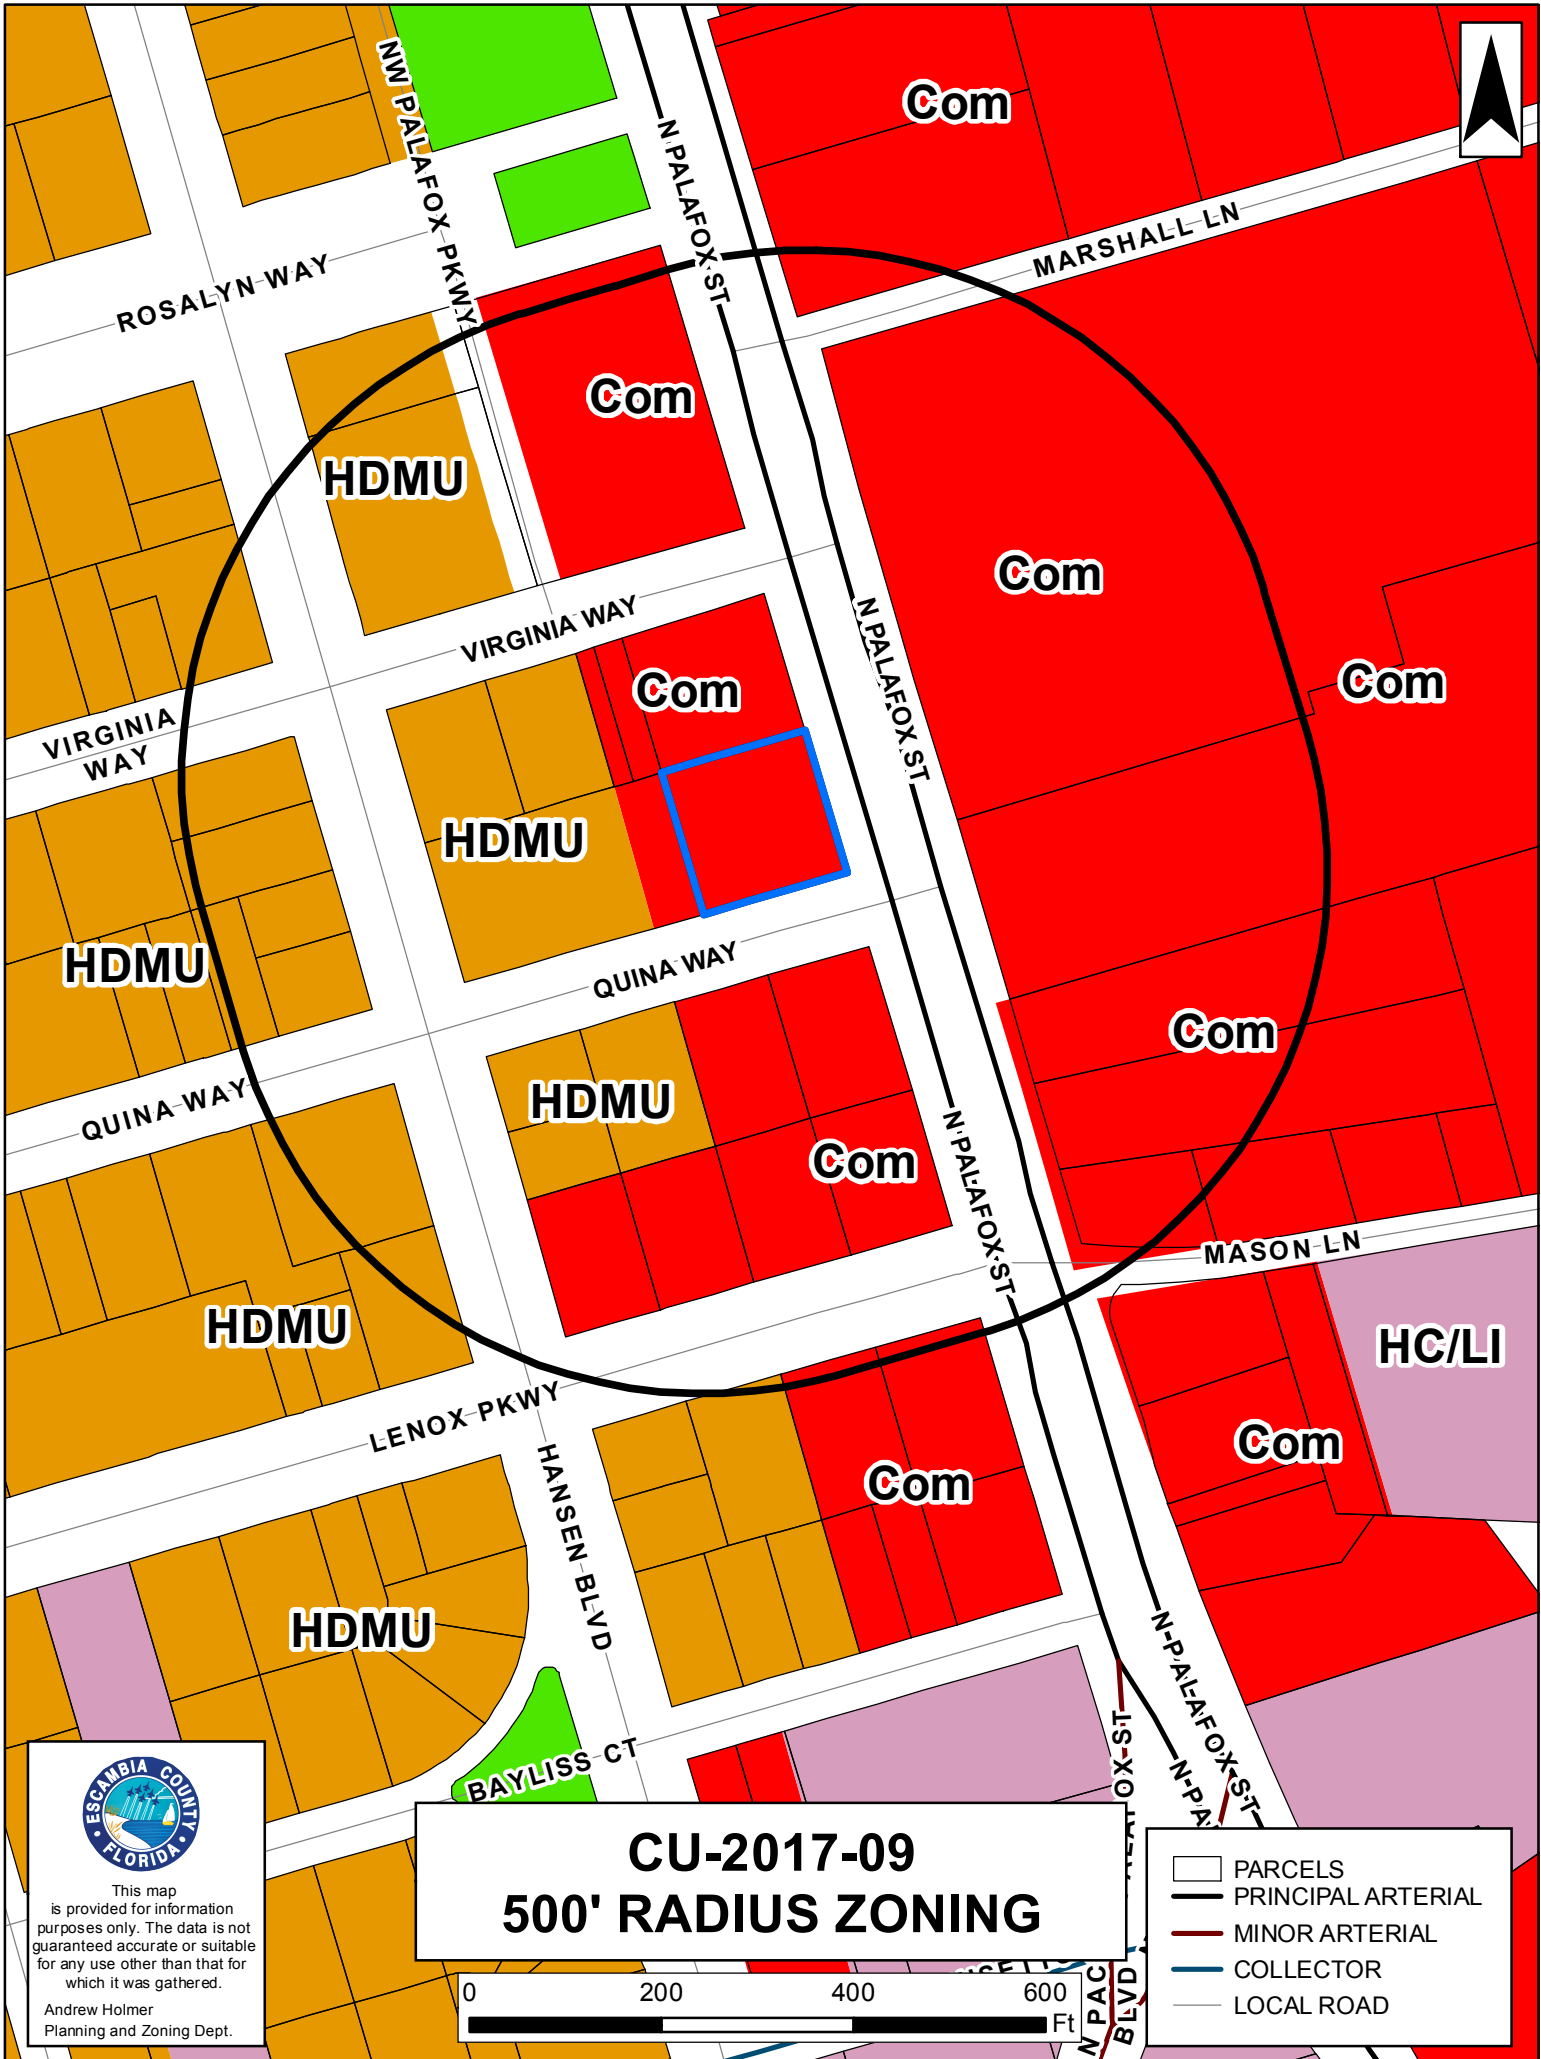 NW PALAFOX PKWY
N PALAFOX ST
Com
MARSHALL LN
ROSALYN WAY
Com
HDMU
Com
N PALAFOX ST
VIRGINIA WAY
Com
Com
VIRGINIA
WAY
HDMU
HDMU
QUINA WAY
Com
QUINA WAY
HDMU
Com
N PALAFOX ST
MASON LN
HDMU
HC/LI
LENOX PKWY
Com
Com
HANSEN BLVD
HDMU
N PALAFOX ST
BAYLISS CT
ESCAMBIA COUNTY
FLORIDA
This map
is provided for information
purposes only. The data is not
guaranteed accurate or suitable
for any use other than that for
which it was gathered.
Andrew Holmer
Planning and Zoning Dept.
CU-2017-09
500' RADIUS ZONING
0 200 400 600
Ft
N PAC
BLVD
PARCELS
PRINCIPAL ARTERIAL
MINOR ARTERIAL
COLLECTOR
LOCAL ROAD